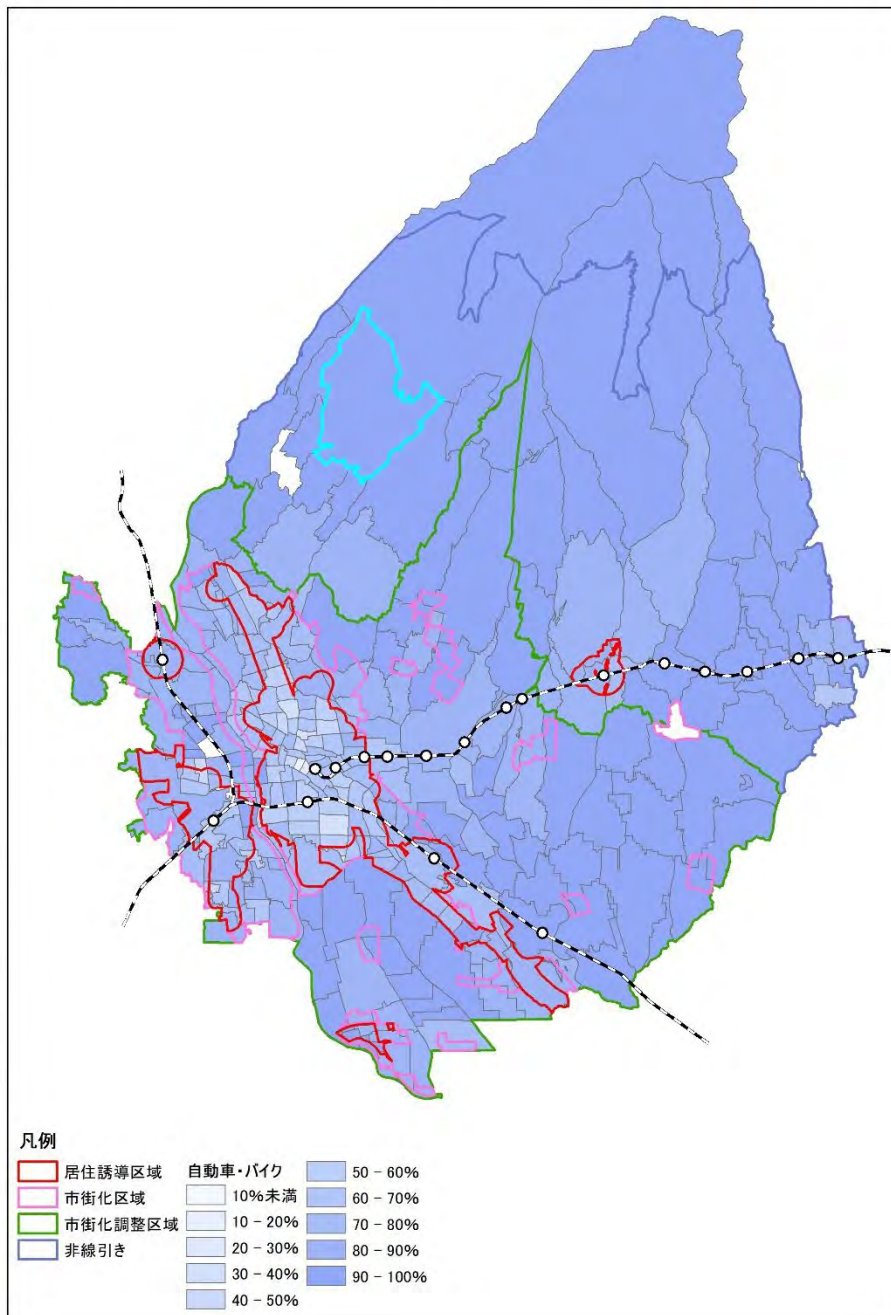 凡例
居住誘導区域
市街化区域
市街化調整区域
非線引き
自動車・バイク
10%未満
10 - 20%
20 - 30%
30 - 40%
40 - 50%
50 - 60%
60 - 70%
70 - 80%
80 - 90%
90 - 100%